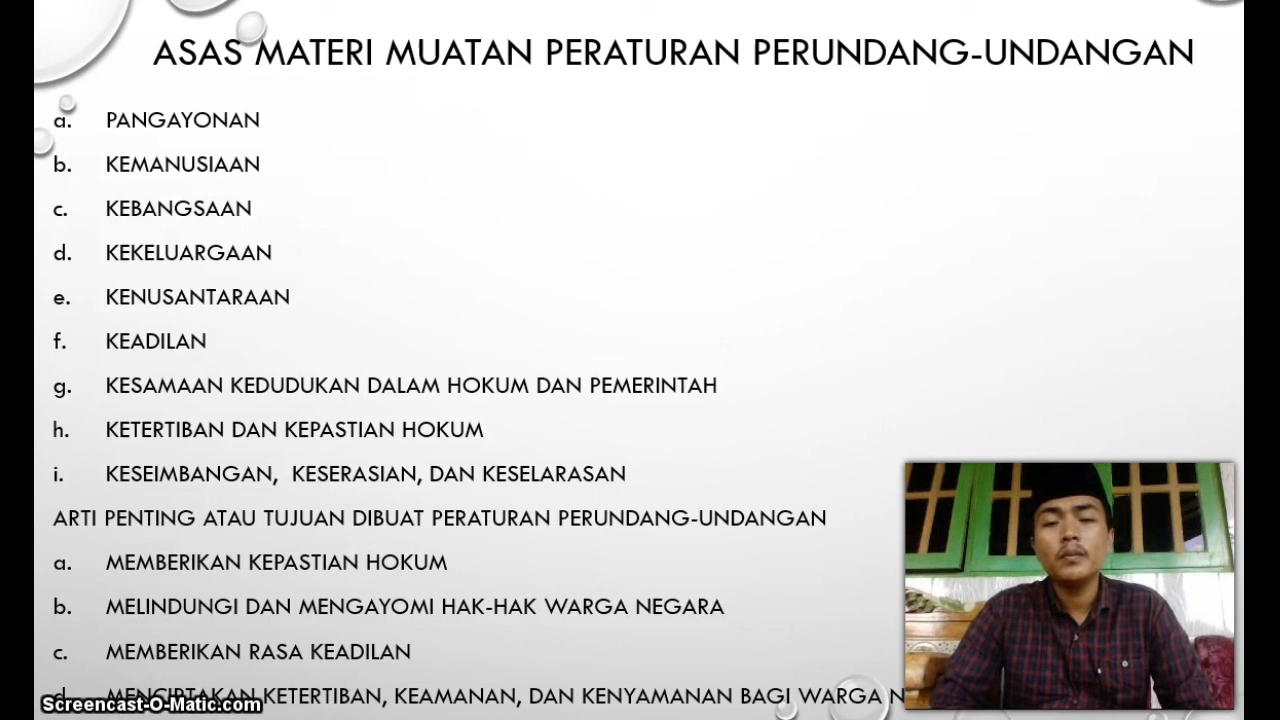 ASAS MATERI MUATAN PERATURAN PERUNDANG-UNDANGAN
a. PANGAYONAN
b. KEMANUSIAAN
c. KEBANGSAAN
d. KEKELUARGAAN
e. KENUSANTARAAN
f. KEADILAN
g. KESAMAAN KEDUDUKAN DALAM HOKUM DAN PEMERINTAH
h. KETERTIBAN DAN KEPASTIAN HOKUM
i. KESEIMBANGAN, KESERASIAN, DAN KESELARASAN
ARTI PENTING ATAU TUJUAN DIBUAT PERATURAN PERUNDANG-UNDANGAN
a. MEMBERIKAN KEPASTIAN HOKUM
b. MELINDUNGI DAN MENGAYOMI HAK-HAK WARGA NEGARA
c. MEMBERIKAN RASA KEADILAN
d. MENCIPTAKAN KETERTIBAN, KEAMANAN, DAN KENYAMANAN BAGI WARGA N
Screencast-O-Matic.com